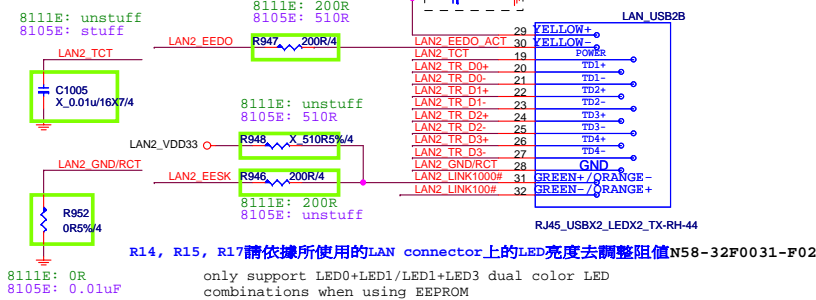 8111E: 200R
8105E: 510R
8111E: unstuff
8105E: stuff
LAN2_TCT
C1005
X_0.01u/16X7/4
LAN2_EEDO
R947
200R/4
8111E: unstuff
8105E: 510R
LAN2_VDD33
R948
X_510R5%/4
LAN2_EESK
R946
200R/4
8111E: 200R
8105E: unstuff
LAN2_GND/RCT
R952
0R5%/4
8111E: 0R
8105E: 0.01uF
LAN_USB2B
29 YELLOW+
LAN2_EEDO_ACT 30 YELLOW-
LAN2_TCT 19 POWER
LAN2_TR_D0+ 20 TD1+
LAN2_TR_D0- 21 TD1-
LAN2_TR_D1+ 22 TD2+
LAN2_TR_D1- 23 TD2-
LAN2_TR_D2+ 24 TD3+
LAN2_TR_D2- 25 TD3-
LAN2_TR_D3+ 26 TD4+
LAN2_TR_D3- 27 TD4-
LAN2_GND/RCT 28 GND
LAN2_LINK1000# 31 GREEN+/ORANGE-
LAN2_LINK100# 32 GREEN-/ORANGE+
RJ45_USBX2_LEDX2_TX-RH-44
R14, R15, R17請依據所使用的LAN connector上的LED亮度去調整阻值N58-32F0031-F02
only support LED0+LED1/LED1+LED3 dual color LED
combinations when using EEPROM